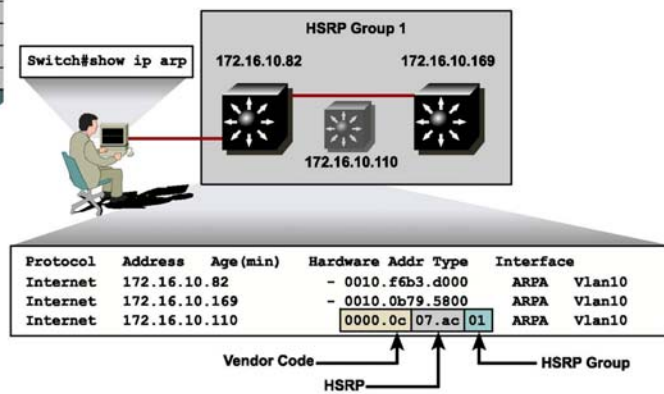 HSRP Group 1
Switch#show ip arp
172.16.10.82
172.16.10.169
172.16.10.110
Protocol Address Age(min) Hardware Addr Type Interface
Internet 172.16.10.82 - 0010.f6b3.d000 ARPA Vlan10
Internet 172.16.10.169 - 0010.0b79.5800 ARPA Vlan10
Internet 172.16.10.110 0000.0c 07.ac 01 ARPA Vlan10
Vendor Code
HSRP Group
HSRP